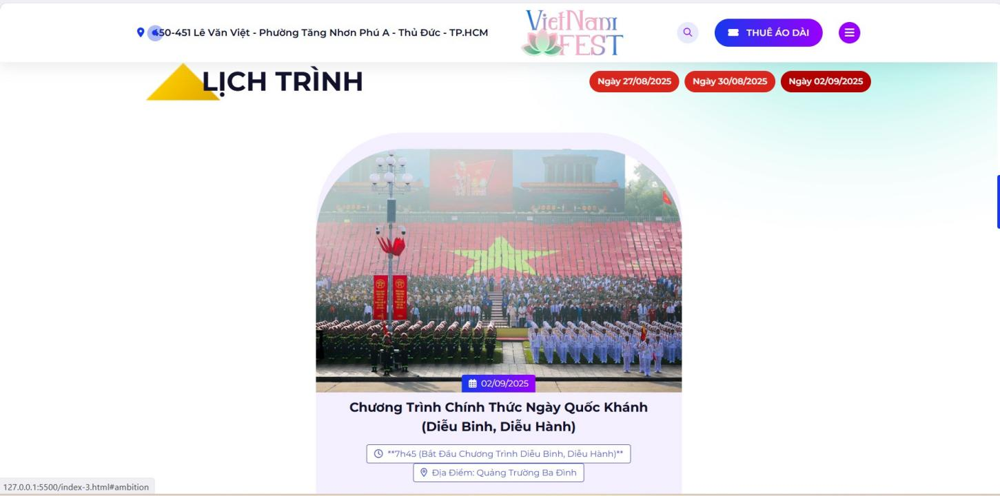 450-451 Lê Văn Việt - Phường Tăng Nhơn Phú A - Thủ Đức - TP.HCM
VietNam
FEST
THUÊ ÁO DÀI
LỊCH TRÌNH
Ngày 27/08/2025
Ngày 30/08/2025
Ngày 02/09/2025
02/09/2025
Chương Trình Chính Thức Ngày Quốc Khánh
(Diễu Binh, Diễu Hành)
**7h45 (Bắt Đầu Chương Trình Diễu Binh, Diễu Hành)**
Địa Điểm: Quảng Trường Ba Đình
127.0.0.1:5500/index-3.html#ambition